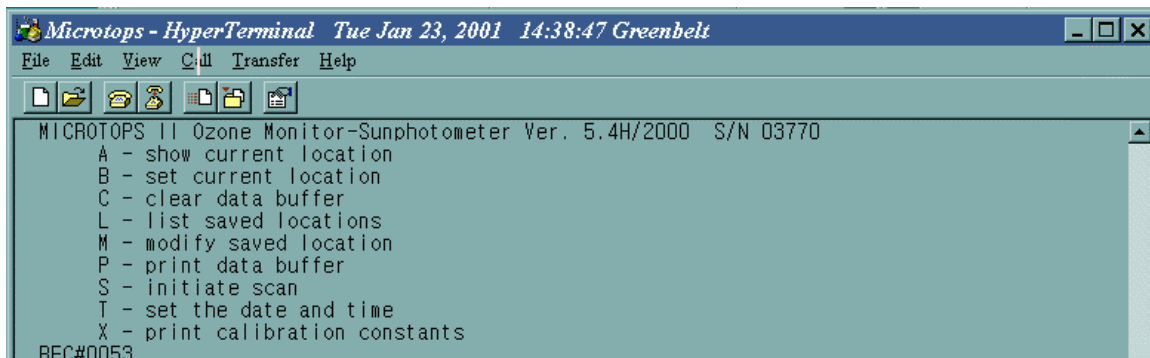 Microtops - HyperTerminal Tue Jan 23, 2001 14:38:47 Greenbelt
File Edit View Call Transfer Help
MICROTOPS II Ozone Monitor-Sunphotometer Ver. 5.4H/2000 S/N 03770
A - show current location
B - set current location
C - clear data buffer
L - list saved locations
M - modify saved location
P - print data buffer
S - initiate scan
T - set the date and time
X - print calibration constants
REC#0053